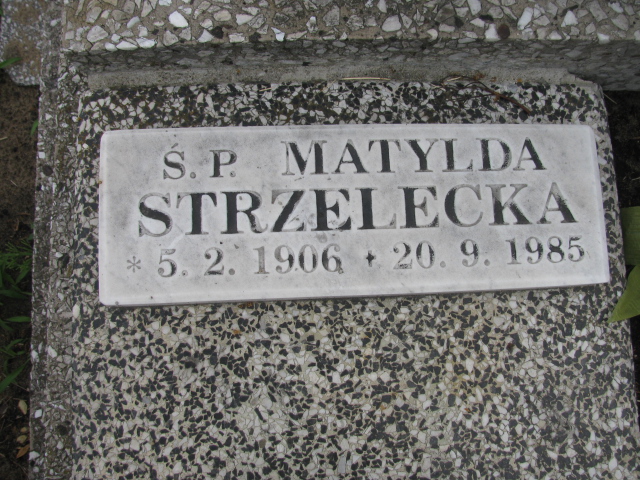 Ś.P. MATYLDA
STRZELECKA
* 5. 2. 1906 + 20. 9. 1985